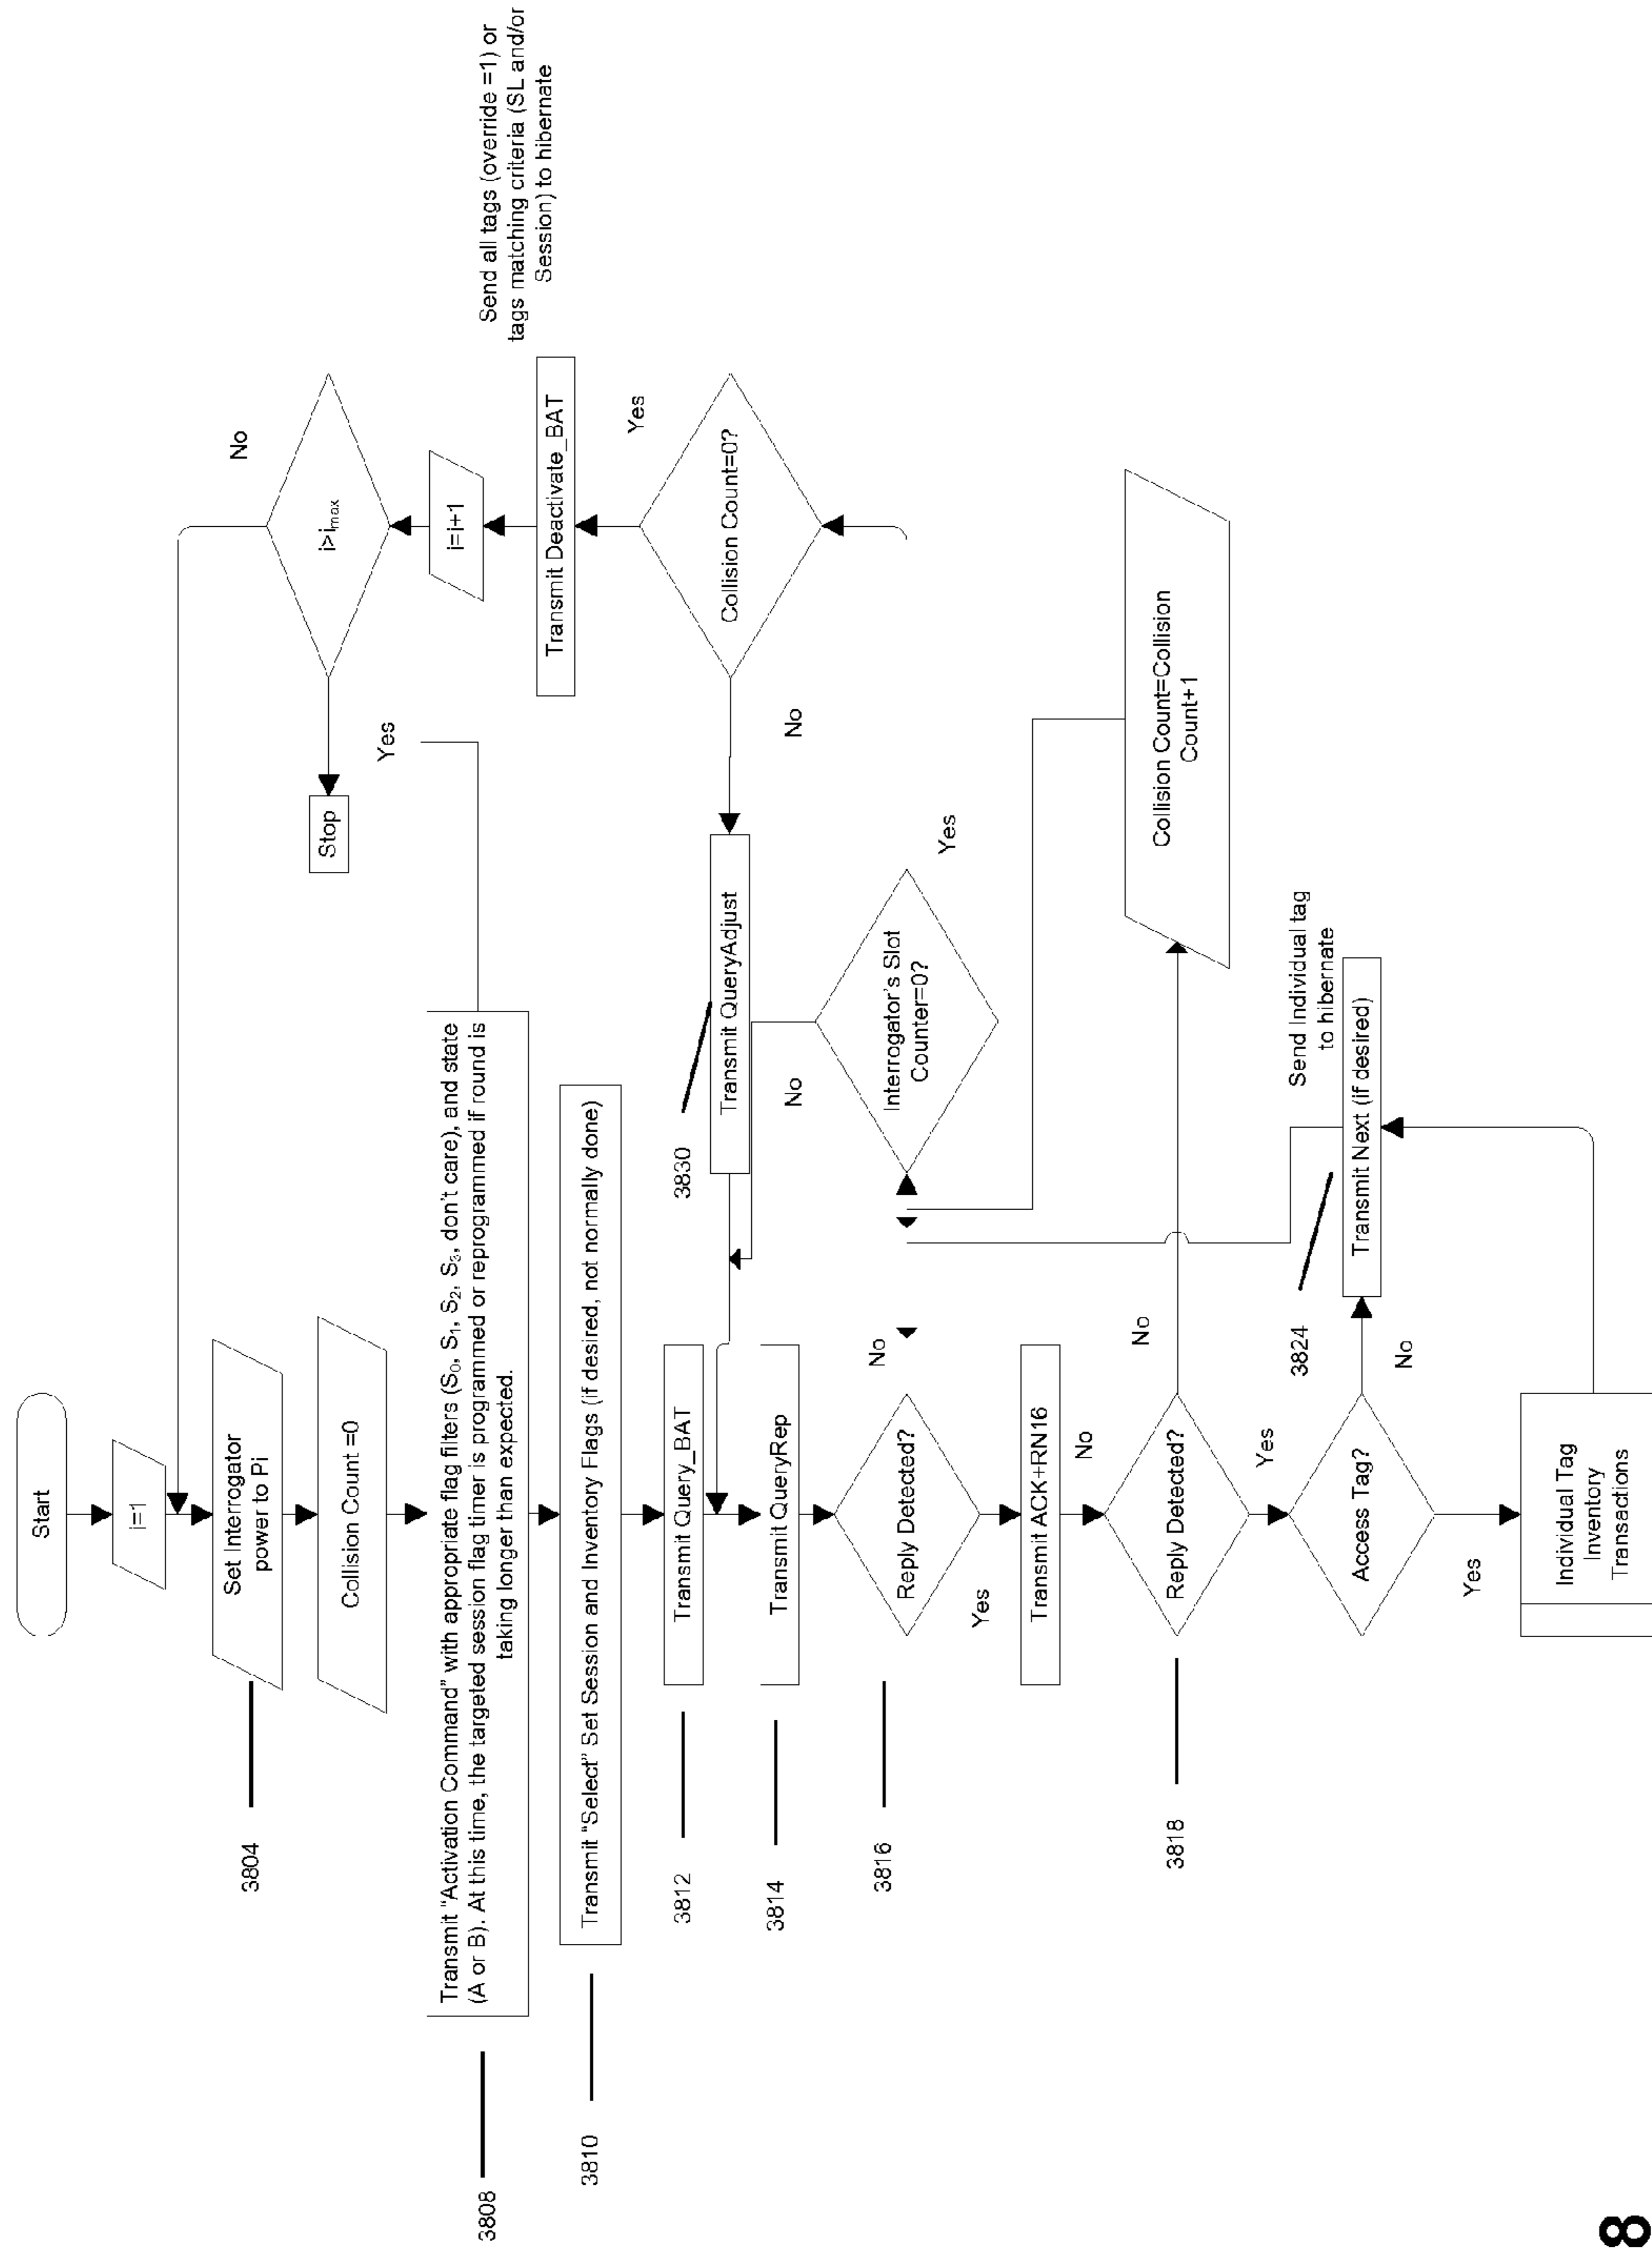 Start
i=1
Set Interrogator
power to Pi
3804
Collision Count =0
Transmit “Activation Command” with appropriate flag filters (S0, S1, S2, S3, don’t care), and state
(A or B). At this time, the targeted session flag timer is programmed or reprogrammed if round is
taking longer than expected.
3808
Transmit “Select” Set Session and Inventory Flags (if desired, not normally done)
3810
Transmit Query_BAT
3812
Transmit QueryRep
3814
Reply Detected?
3816
No
Yes
Transmit ACK+RN16
No
Reply Detected?
3818
No
Yes
Access Tag?
No
Yes
Individual Tag
Inventory
Transactions
3824
Transmit Next (if desired)
Send Individual tag
to hibernate
Collision Count=Collision
Count+1
Interrogator’s Slot
Counter=0?
No
Yes
3830
Transmit QueryAdjust
No
Collision Count=0?
Yes
Transmit Deactivate_BAT
Send all tags (override =1) or
tags matching criteria (SL and/or
Session) to hibernate
i=i+1
i>imax
No
Yes
Stop
8